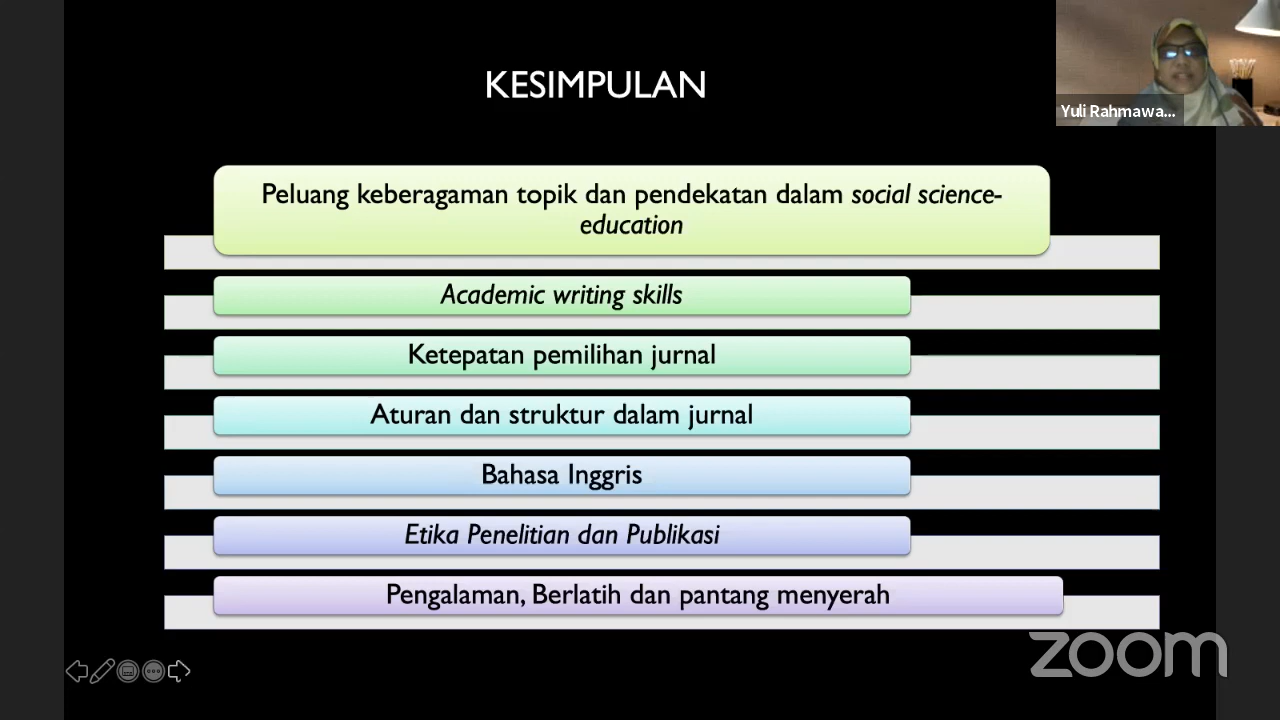 KESIMPULAN
Yuli Rahmawa...
Peluang keberagaman topik dan pendekatan dalam social science-
education
Academic writing skills
Ketepatan pemilihan jurnal
Aturan dan struktur dalam jurnal
Bahasa Inggris
Etika Penelitian dan Publikasi
Pengalaman, Berlatih dan pantang menyerah
zoom